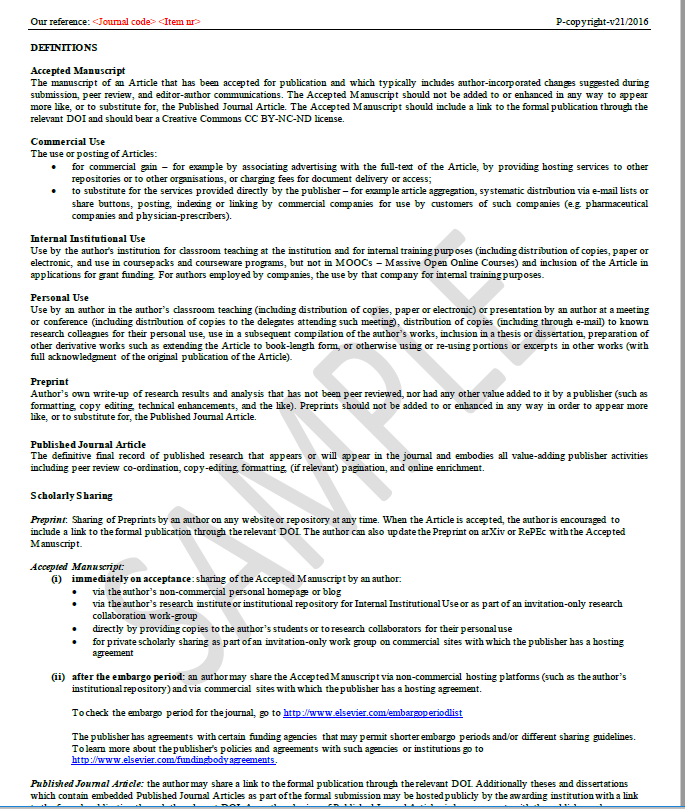 Our reference: <Journal code> <Item nr> P-copyright-v21/2016
DEFINITIONS
Accepted Manuscript
The manuscript of an Article that has been accepted for publication and which typically includes author-incorporated changes suggested during
submission, peer review, and editor-author communications. The Accepted Manuscript should not be added to or enhanced in any way to appear
more like, or to substitute for, the Published Journal Article. The Accepted Manuscript should include a link to the formal publication through the
relevant DOI and should bear a Creative Commons CC BY-NC-ND license.
Commercial Use
The use or posting of Articles:
• for commercial gain – for example by associating advertising with the full-text of the Article, by providing hosting services to other
repositories or to other organisations, or charging fees for document delivery or access;
• to substitute for the services provided directly by the publisher – for example article aggregation, systematic distribution via e-mail lists or
share buttons, posting, indexing or linking by commercial companies for use by customers of such companies (e.g. pharmaceutical
companies and physician-prescribers).
Internal Institutional Use
Use by the author's institution for classroom teaching at the institution and for internal training purposes (including distribution of copies, paper or
electronic, and use in coursepacks and courseware programs, but not in MOOCs – Massive Open Online Courses) and inclusion of the Article in
applications for grant funding. For authors employed by companies, the use by that company for internal training purposes.
Personal Use
Use by an author in the author’s classroom teaching (including distribution of copies, paper or electronic) or presentation by an author at a meeting
or conference (including distribution of copies to the delegates attending such meeting), distribution of copies (including through e-mail) to known
research colleagues for their personal use, use in a subsequent compilation of the author’s works, inclusion in a thesis or dissertation, preparation of
other derivative works such as extending the Article to book-length form, or otherwise using or re-using portions or excerpts in other works (with
full acknowledgment of the original publication of the Article).
Preprint
Author’s own write-up of research results and analysis that has not been peer reviewed, nor had any other value added to it by a publisher (such as
formatting, copy editing, technical enhancements, and the like). Preprints should not be added to or enhanced in any way in order to appear more
like, or to substitute for, the Published Journal Article.
Published Journal Article
The definitive final record of published research that appears or will appear in the journal and embodies all value-adding publisher activities
including peer review co-ordination, copy-editing, formatting, (if relevant) pagination, and online enrichment.
Scholarly Sharing
Preprint: Sharing of Preprints by an author on any website or repository at any time. When the Article is accepted, the author is encouraged to
include a link to the formal publication through the relevant DOI. The author can also update the Preprint on arXiv or RePEc with the Accepted
Manuscript.
Accepted Manuscript:
(i) immediately on acceptance: sharing of the Accepted Manuscript by an author:
• via the author’s non-commercial personal homepage or blog
• via the author’s research institute or institutional repository for Internal Institutional Use or as part of an invitation-only research
collaboration work-group
• directly by providing copies to the author’s students or to research collaborators for their personal use
• for private scholarly sharing as part of an invitation-only work group on commercial sites with which the publisher has a hosting
agreement
(ii) after the embargo period: an author may share the Accepted Manuscript via non-commercial hosting platforms (such as the author’s
institutional repository) and via commercial sites with which the publisher has a hosting agreement.
To check the embargo period for the journal, go to http://www.elsevier.com/embargoperiodlist
The publisher has agreements with certain funding agencies that may permit shorter embargo periods and/or different sharing guidelines.
To learn more about the publisher's policies and agreements with such agencies or institutions go to
http://www.elsevier.com/fundingbodyagreements.
Published Journal Article: the author may share a link to the formal publication through the relevant DOI. Additionally theses and dissertations
which contain embedded Published Journal Articles as part of the formal submission may be hosted publicly by the awarding institution with a link
SAMPLE